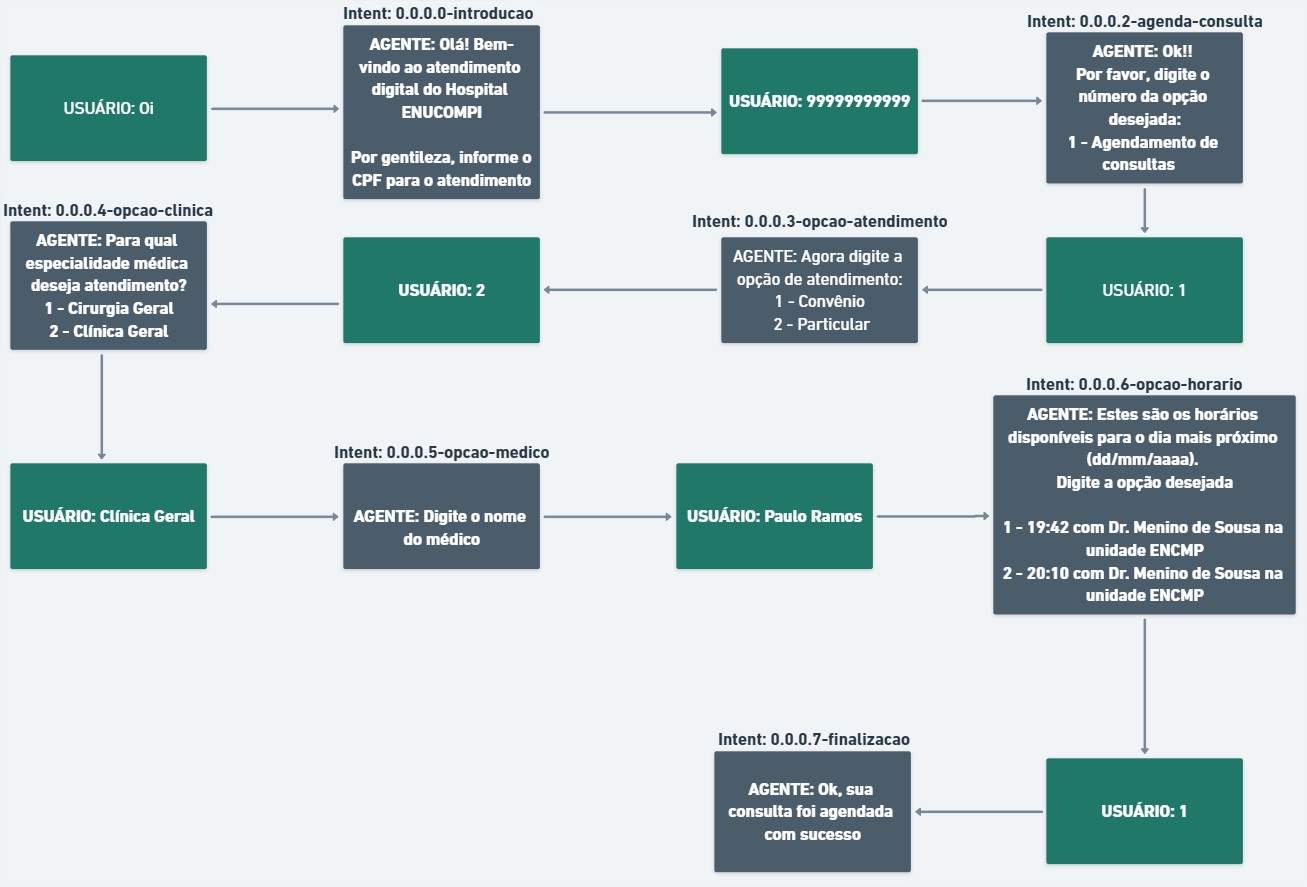 Intent: 0.0.0.0-introducao
USUÁRIO: Oi
AGENTE: Olá! Bem-
vindo ao atendimento
digital do Hospital
ENUCOMPI
Por gentileza, informe o
CPF para o atendimento
USUÁRIO: 99999999999
Intent: 0.0.0.2-agenda-consulta
AGENTE: Ok!!
Por favor, digite o
número da opção
desejada:
1 - Agendamento de
consultas
USUÁRIO: 1
Intent: 0.0.0.3-opcao-atendimento
AGENTE: Agora digite a
opção de atendimento:
1 - Convênio
2 - Particular
USUÁRIO: 2
Intent: 0.0.0.4-opcao-clinica
AGENTE: Para qual
especialidade médica
deseja atendimento?
1 - Cirurgia Geral
2 - Clínica Geral
USUÁRIO: Clínica Geral
Intent: 0.0.0.5-opcao-medico
AGENTE: Digite o nome
do médico
USUÁRIO: Paulo Ramos
Intent: 0.0.0.6-opcao-horario
AGENTE: Estes são os horários
disponíveis para o dia mais próximo
(dd/mm/aaaa).
Digite a opção desejada
1 - 19:42 com Dr. Menino de Sousa na
unidade ENCMP
2 - 20:10 com Dr. Menino de Sousa na
unidade ENCMP
USUÁRIO: 1
Intent: 0.0.0.7-finalizacao
AGENTE: Ok, sua
consulta foi agendada
com sucesso